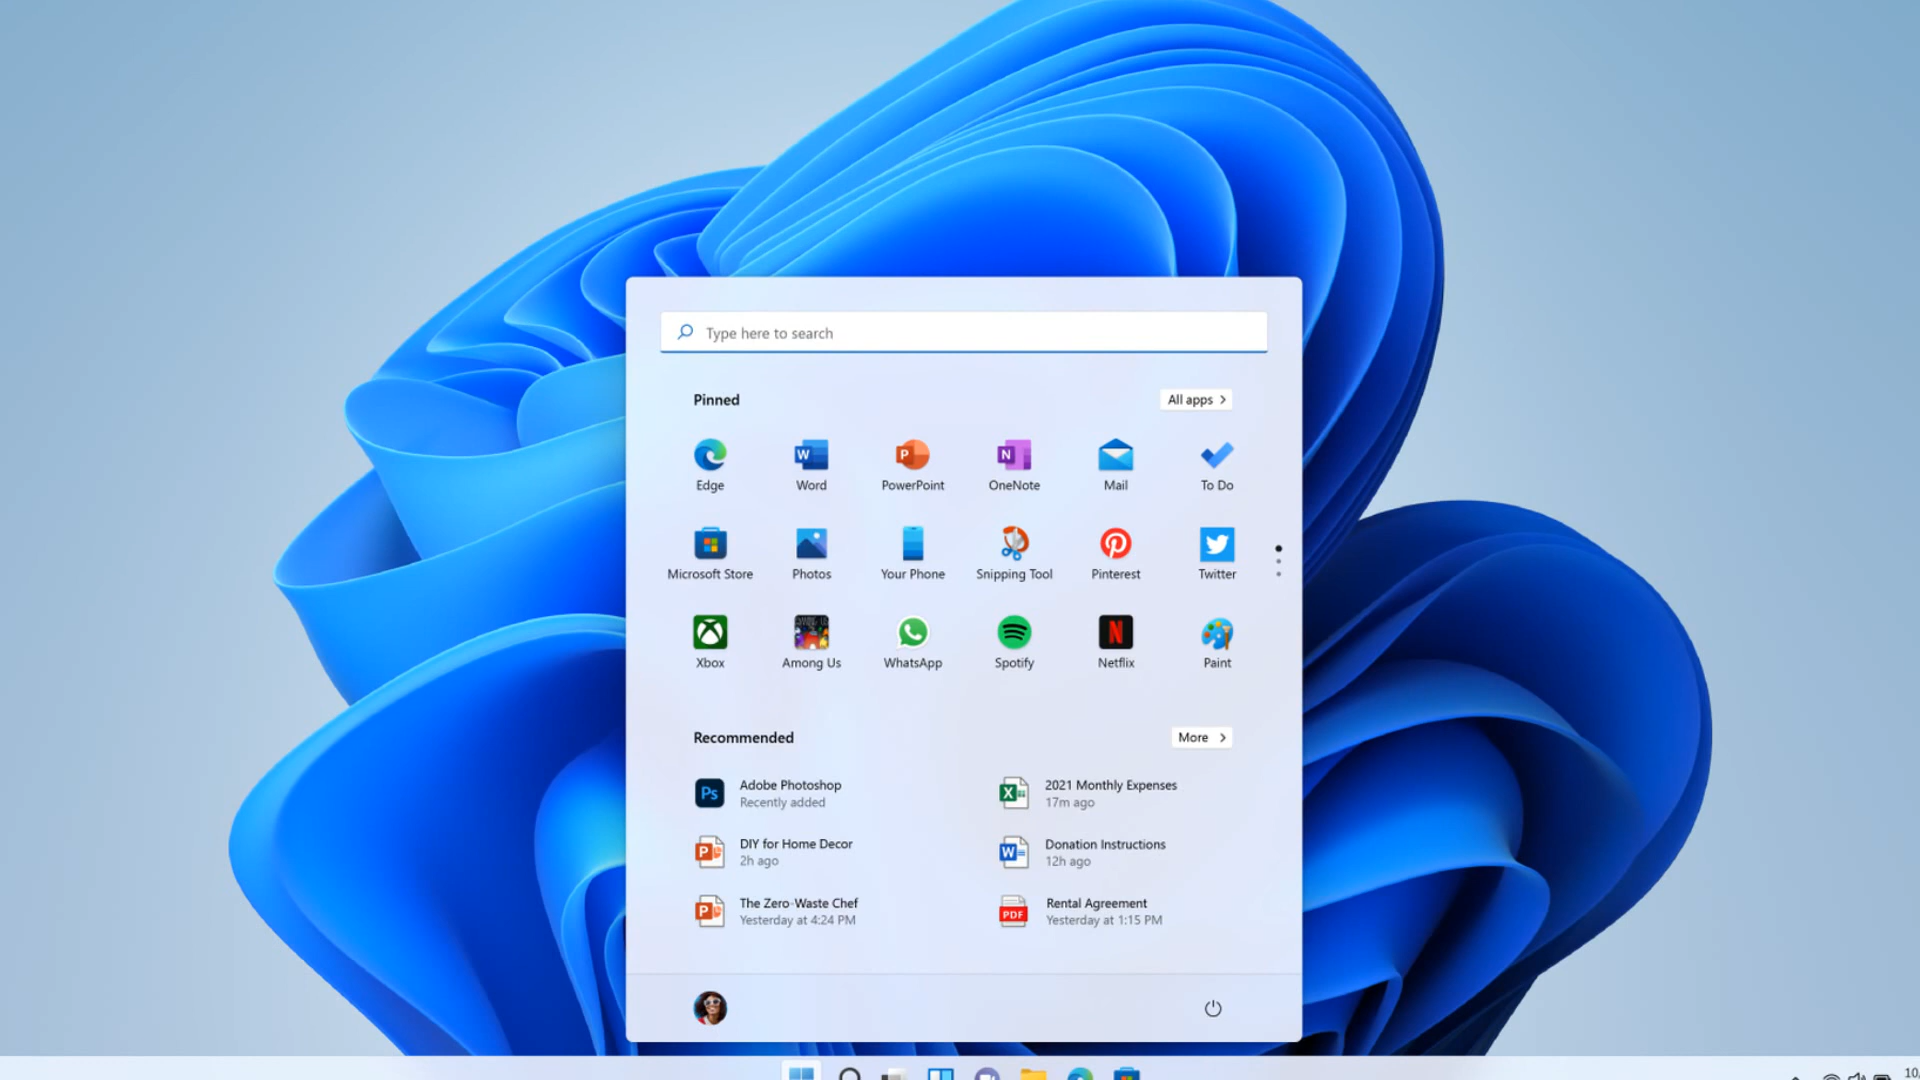 Type here to search
Pinned
All apps
Edge
Word
PowerPoint
OneNote
Mail
To Do
Microsoft Store
Photos
Your Phone
Snipping Tool
Pinterest
Twitter
Xbox
Among Us
WhatsApp
Spotify
Netflix
Paint
Recommended
More
Ps
Adobe Photoshop
Recently added
2021 Monthly Expenses
17m ago
DIY for Home Decor
2h ago
Donation Instructions
12h ago
The Zero-Waste Chef
Yesterday at 4:24 PM
PDF
Rental Agreement
Yesterday at 1:15 PM